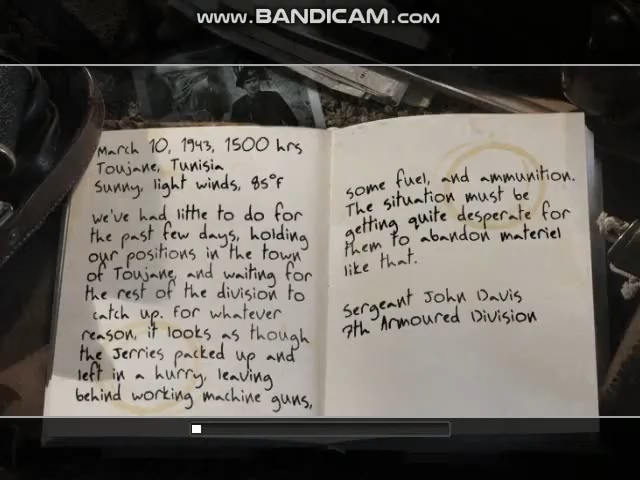 www.BANDICAM.com
March 10, 1943, 1500 hrs
Toujane, Tunisia
Sunny, light winds, 85°F
We've had little to do for
the past few days, holding
our positions in the town
of Toujane, and waiting for
the rest of the division to
catch up. For whatever
reason, it looks as though
the Jerries packed up and
left in a hurry, leaving
behind working machine guns,
some fuel, and ammunition.
The situation must be
getting quite desperate for
them to abandon materiel
like that.
Sergeant John Davis
7th Armoured Division